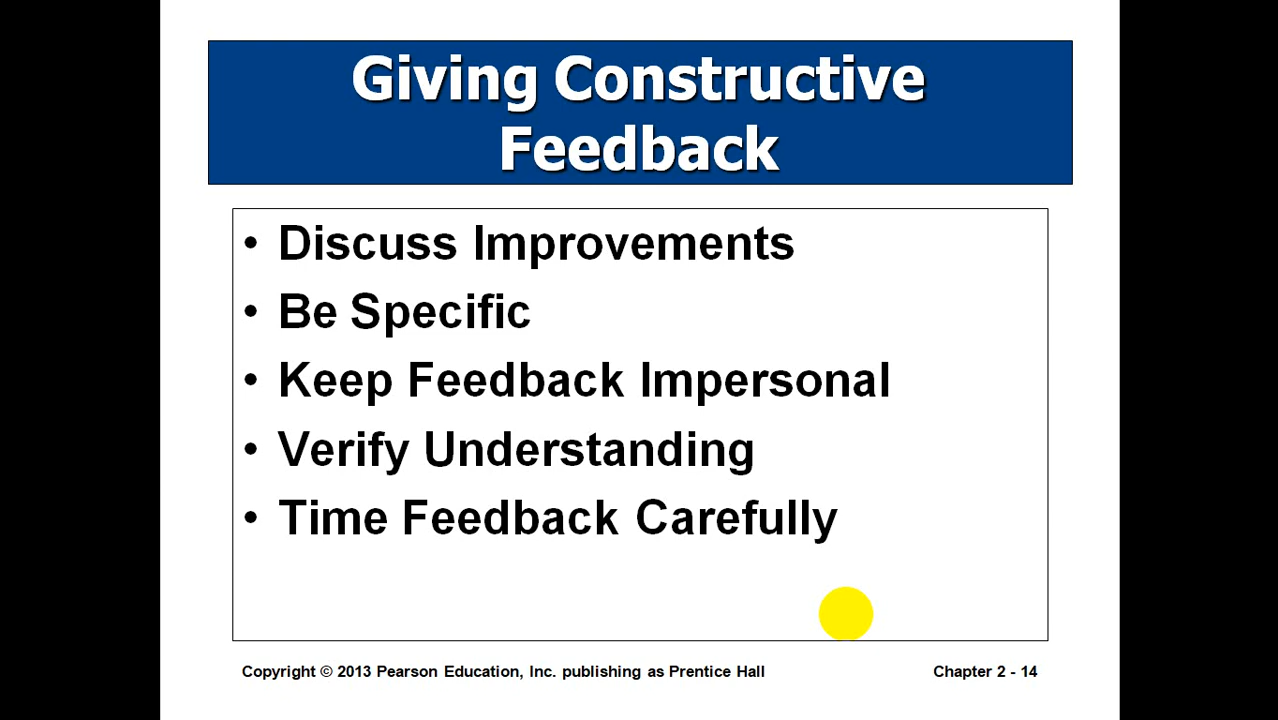 Giving Constructive
Feedback
• Discuss Improvements
• Be Specific
• Keep Feedback Impersonal
• Verify Understanding
• Time Feedback Carefully
Copyright © 2013 Pearson Education, Inc. publishing as Prentice Hall
Chapter 2 - 14